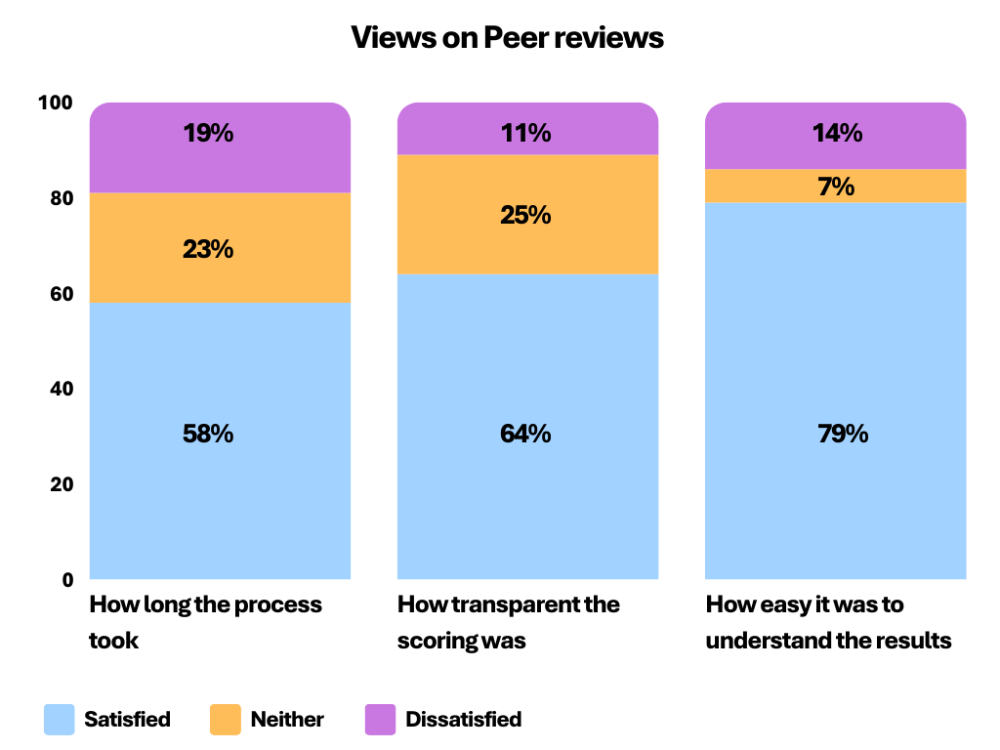 Views on Peer reviews
100
80
60
40
20
0
19%
23%
58%
11%
25%
64%
14%
7%
79%
How long the process
took
How transparent the
scoring was
How easy it was to
understand the results
Satisfied
Neither
Dissatisfied